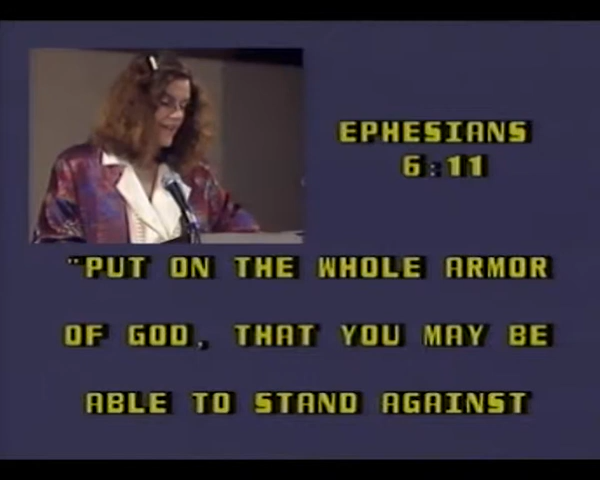 EPHESIANS
6:11
"PUT ON THE WHOLE ARMOR
OF GOD, THAT YOU MAY BE
ABLE TO STAND AGAINST